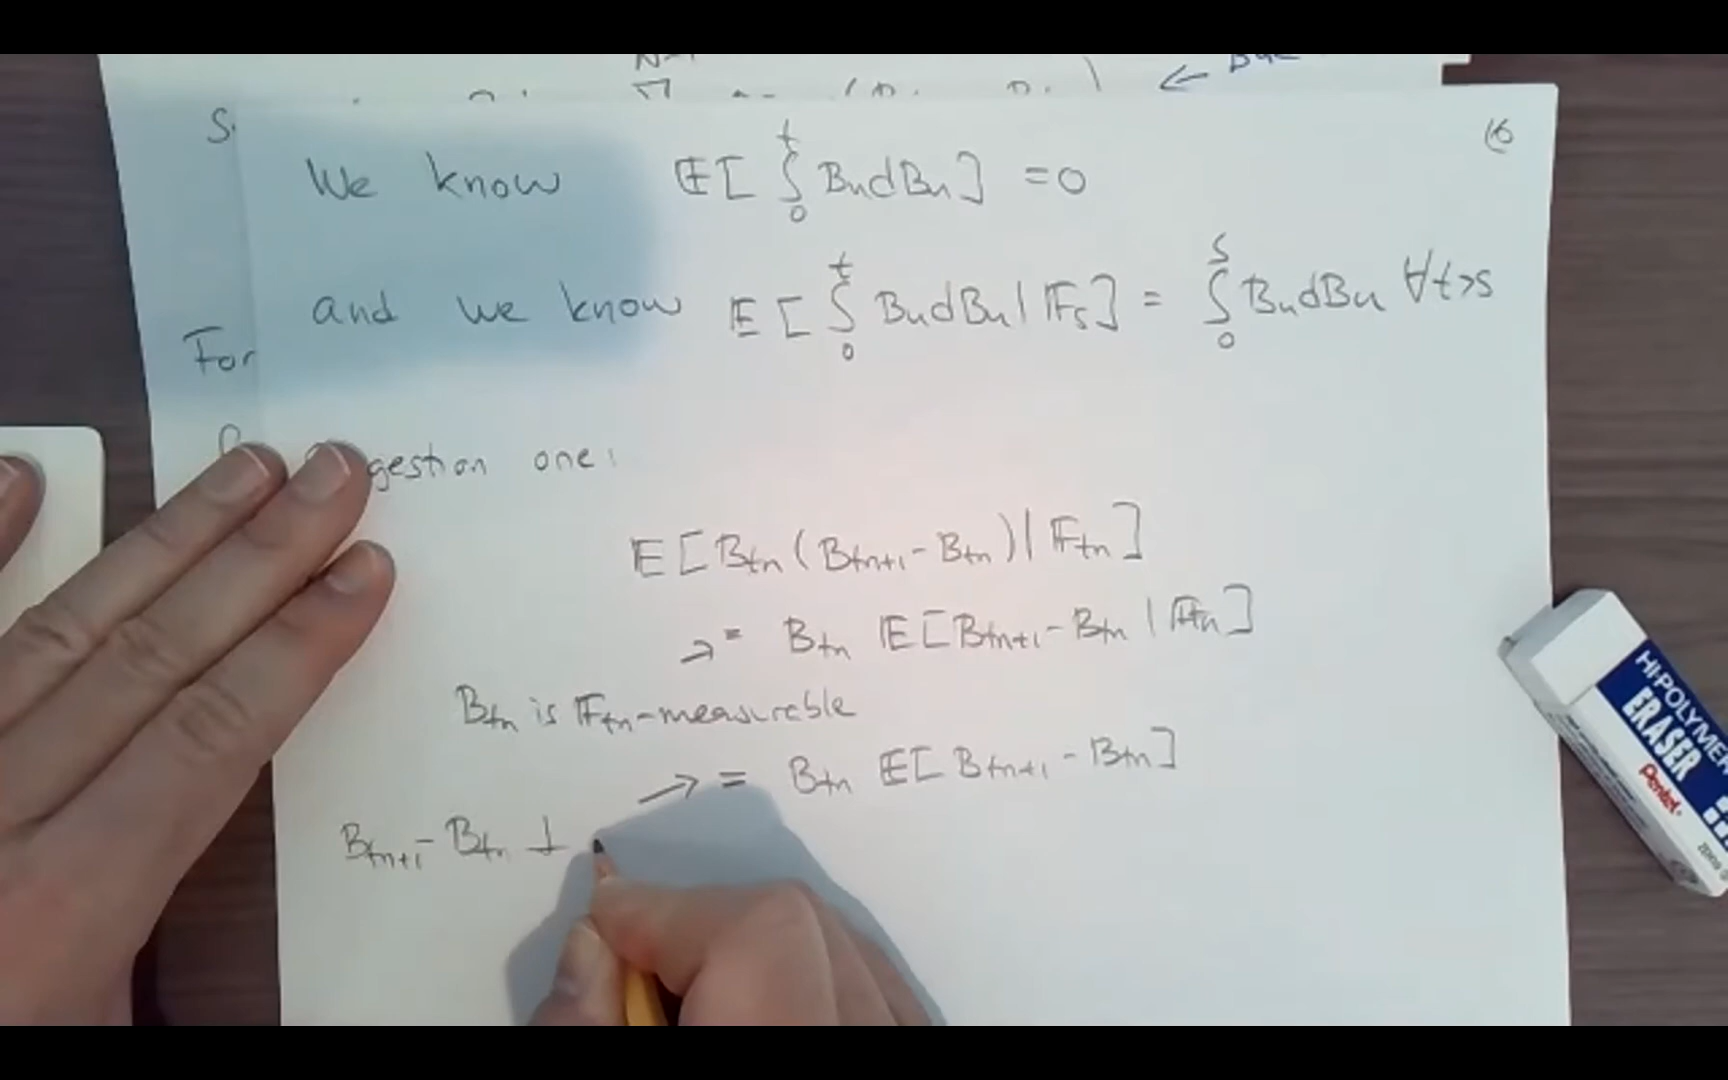 (6
We know E[∫₀ᵗ BudBu] = 0
and we know E[∫₀ᵗ BudBu | Fs] = ∫₀ˢ BudBu ∀t>s
For
gestion one:
E[Btn(Btn+1 - Btn) | Ftn]
→ = Btn E[Btn+1 - Btn | Ftn]
Btn is Ftn-measurable
→ = Btn E[Btn+1 - Btn]
Btn+1 - Btn ⊥
HI-POLYMER
ERASER
Pentel